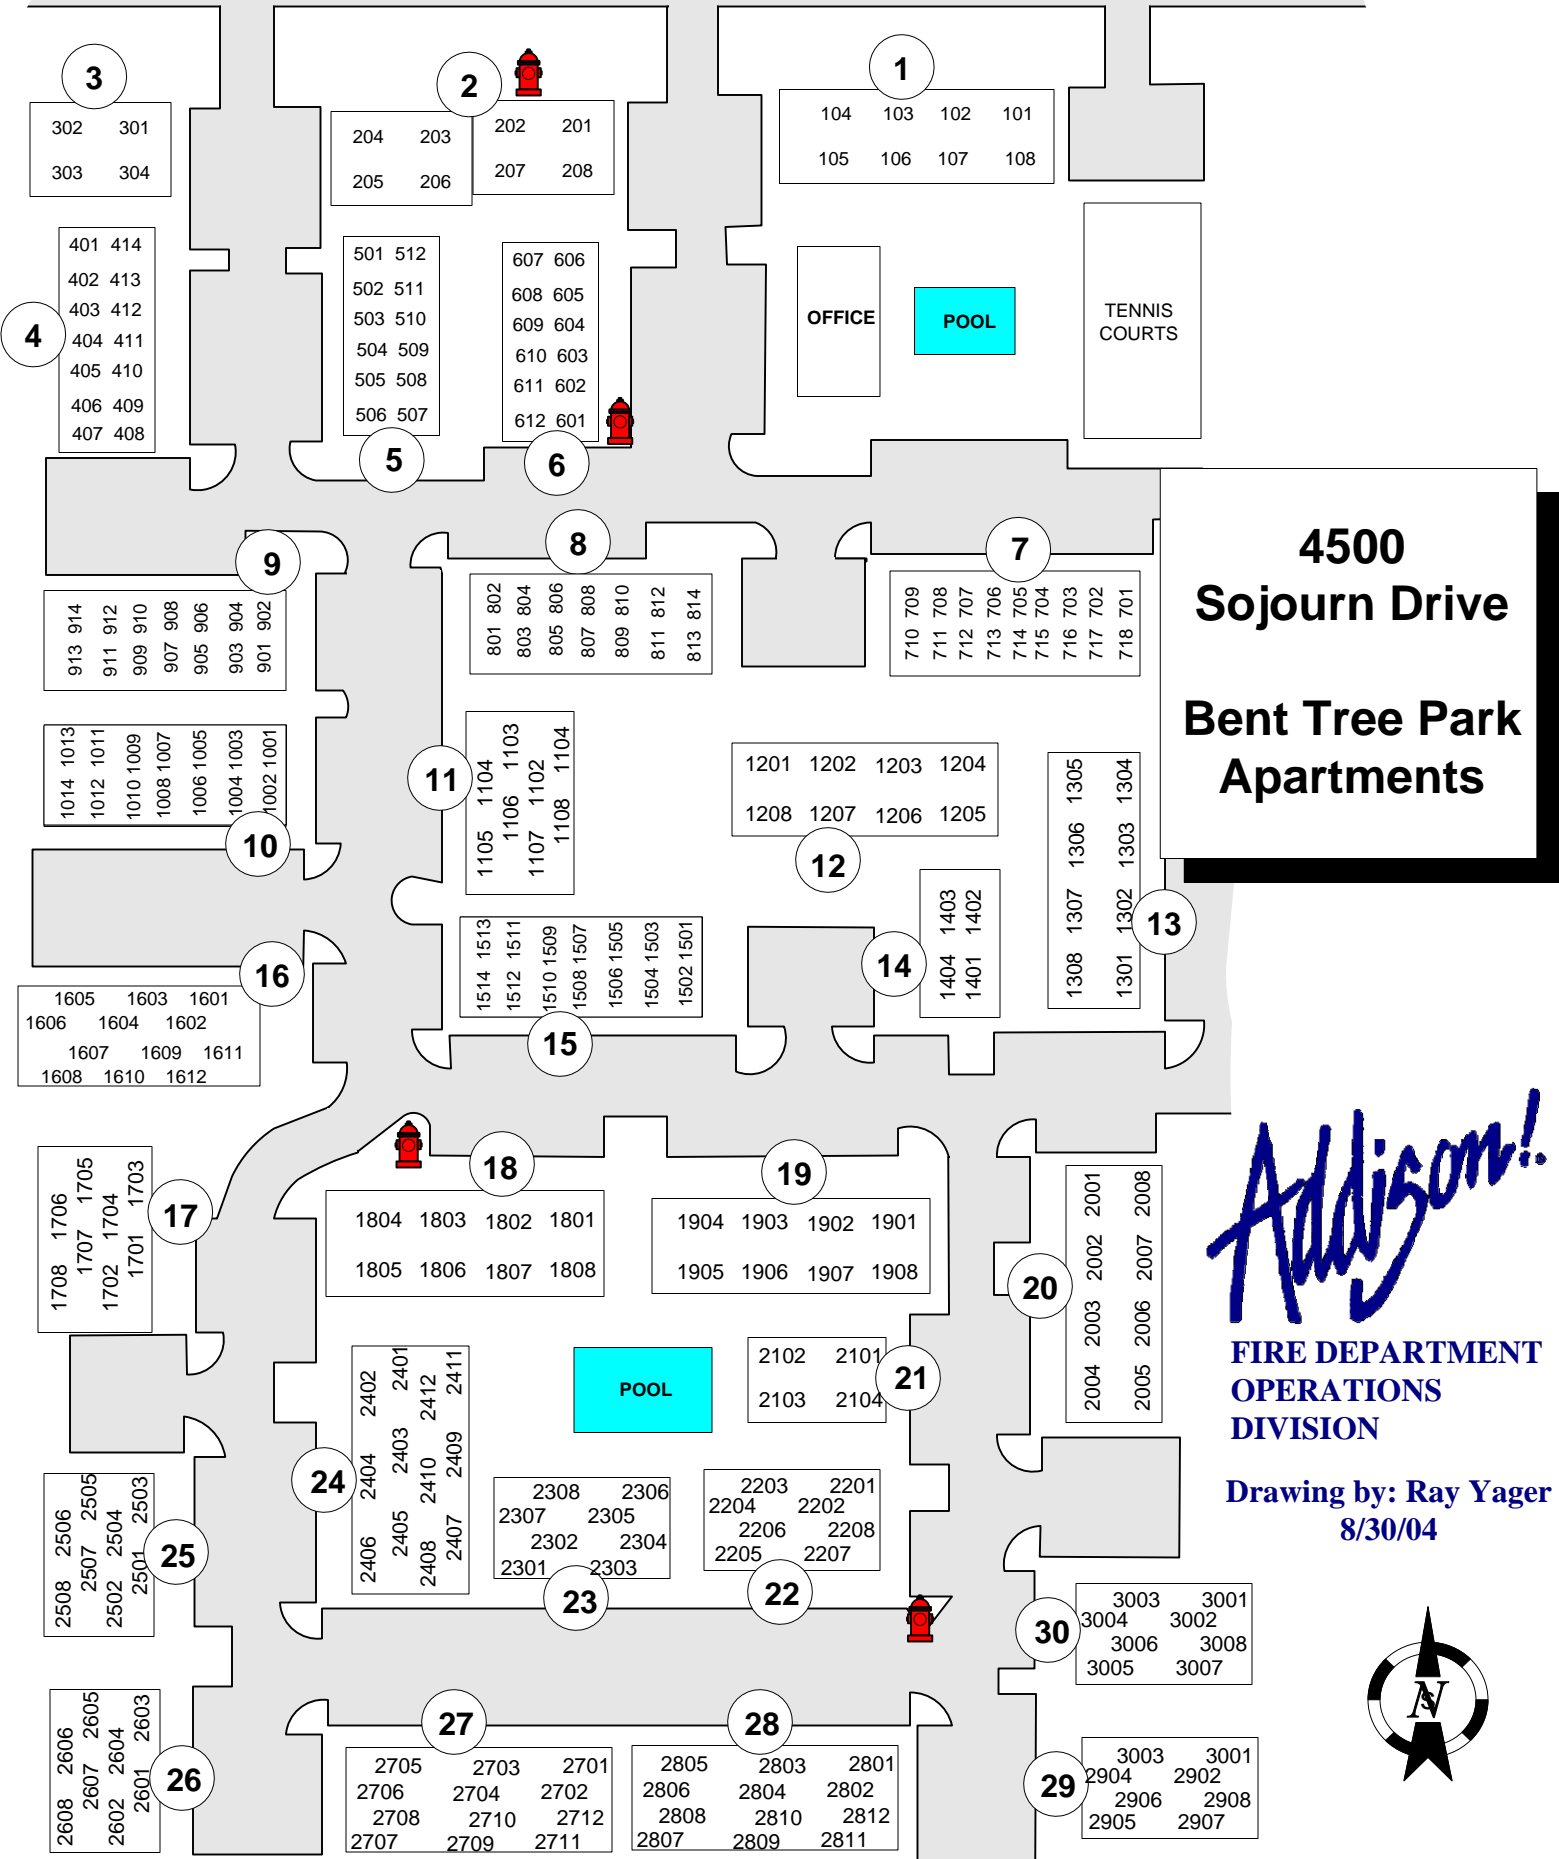 3
2
1
302 301
303 304
204 203
205 206
202 201
207 208
104 103 102 101
105 106 107 108
4
401 414
402 413
403 412
404 411
405 410
406 409
407 408
501 512
502 511
503 510
504 509
505 508
506 507
5
607 606
608 605
609 604
610 603
611 602
612 601
6
OFFICE
POOL
TENNIS
COURTS
4500
Sojourn Drive
Bent Tree Park
Apartments
9
914 912 910 908 906 904 902
913 911 909 907 905 903 901
8
802 804 806 808 810 812 814
801 803 805 807 809 811 813
7
709 708 707 706 705 704 703 702 701
710 711 712 713 714 715 716 717 718
1013 1011 1009 1007 1005 1003 1001
1014 1012 1010 1008 1006 1004 1002
10
11
1104 1103 1102 1104
1105 1106 1107 1108
1201 1202 1203 1204
1208 1207 1206 1205
12
1305 1304
1306 1303
1307 1302
1308 1301
13
14
1403 1402
1404 1401
1513 1511 1509 1507 1505 1503 1501
1514 1512 1510 1508 1506 1504 1502
15
16
1605 1603 1601
1606 1604 1602
1607 1609 1611
1608 1610 1612
17
1706 1705 1704 1703
1708 1707 1702 1701
18
1804 1803 1802 1801
1805 1806 1807 1808
19
1904 1903 1902 1901
1905 1906 1907 1908
20
2001 2008
2002 2007
2003 2006
2004 2005
21
2102 2101
2103 2104
POOL
24
2402 2401 2412 2411
2404 2403 2410 2409
2406 2405 2408 2407
2308 2306
2307 2305
2302 2304
2301 2303
23
2203 2201
2204 2202
2206 2208
2205 2207
22
25
2506 2505 2504 2503
2508 2507 2502 2501
26
2606 2605 2604 2603
2608 2607 2602 2601
27
2705 2703 2701
2706 2704 2702
2708 2710 2712
2707 2709 2711
28
2805 2803 2801
2806 2804 2802
2808 2810 2812
2807 2809 2811
30
3003 3001
3004 3002
3006 3008
3005 3007
29
3003 3001
2904 2902
2906 2908
2905 2907
Addison!
FIRE DEPARTMENT
OPERATIONS
DIVISION
Drawing by: Ray Yager
8/30/04
N
S